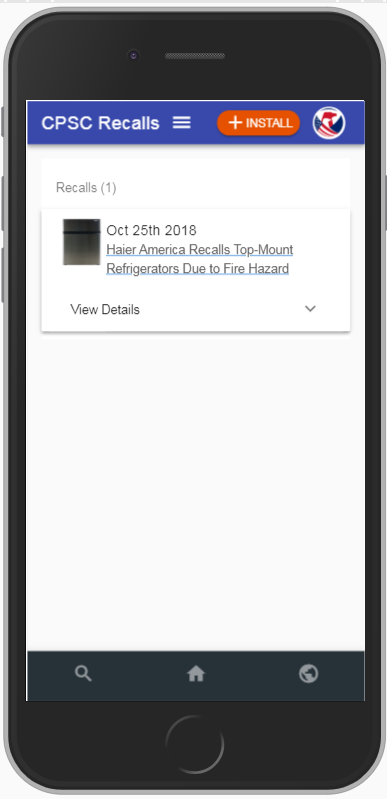 CPSC Recalls
INSTALL
Recalls (1)
Oct 25th 2018
Haier America Recalls Top-Mount
Refrigerators Due to Fire Hazard
View Details